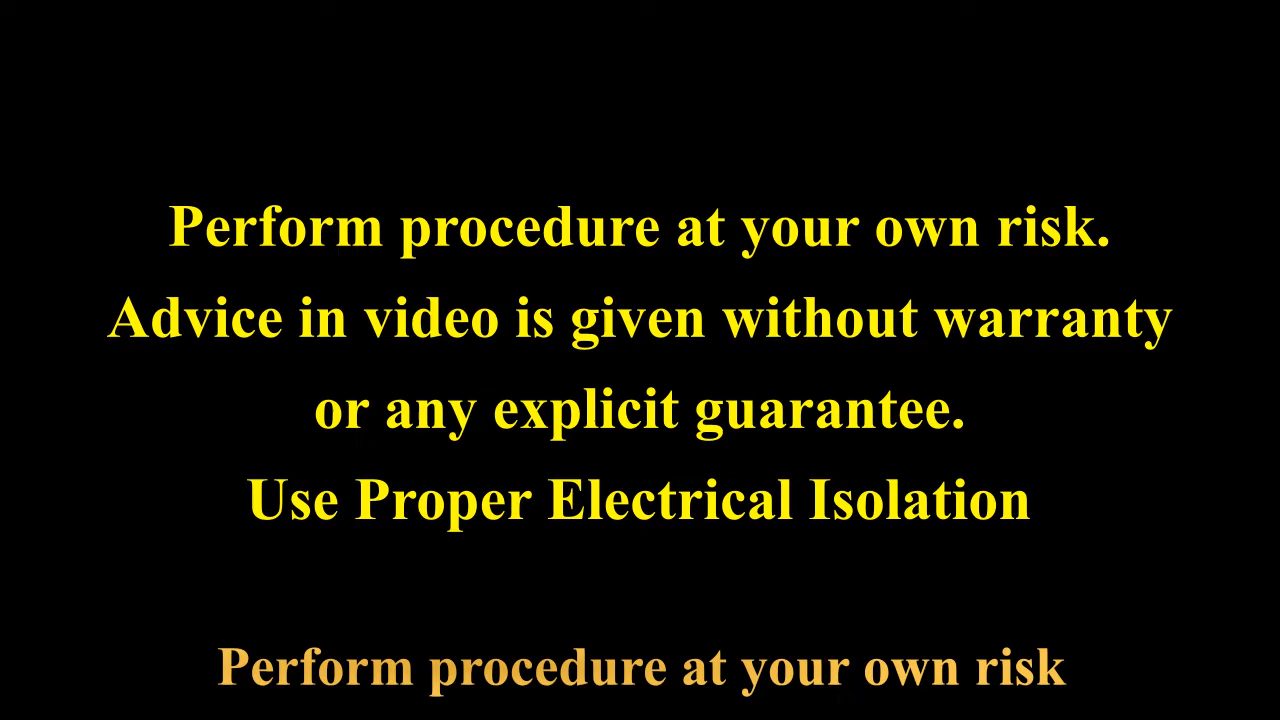 Perform procedure at your own risk.
Advice in video is given without warranty
or any explicit guarantee.
Use Proper Electrical Isolation
Perform procedure at your own risk